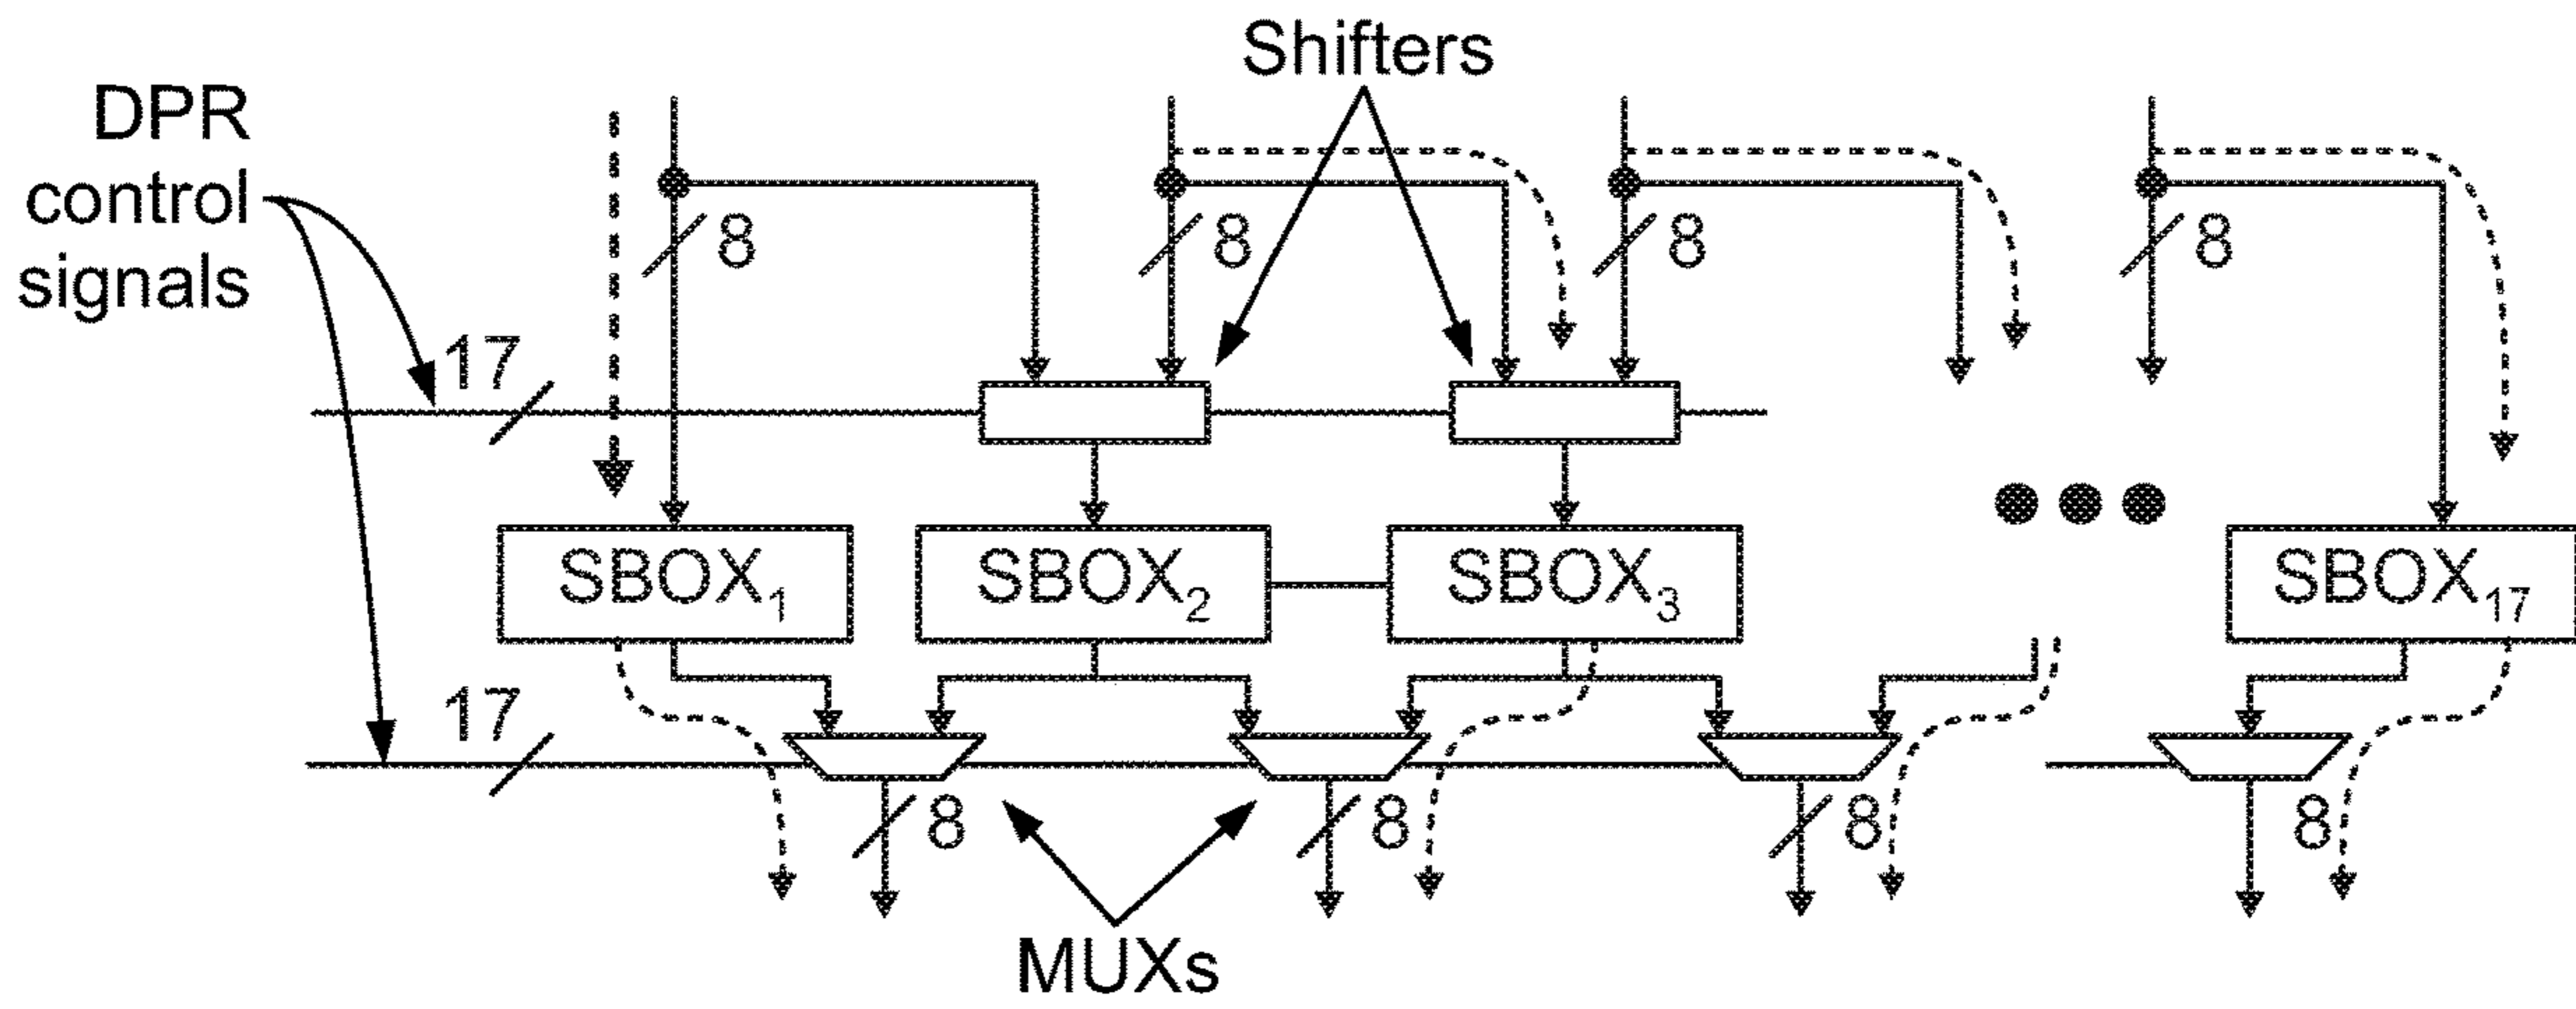 Shifters
DPR
control
signals
8 8 8 8
17
SBOX1 SBOX2 SBOX3 SBOX17
17
8 8 8 8
MUXs